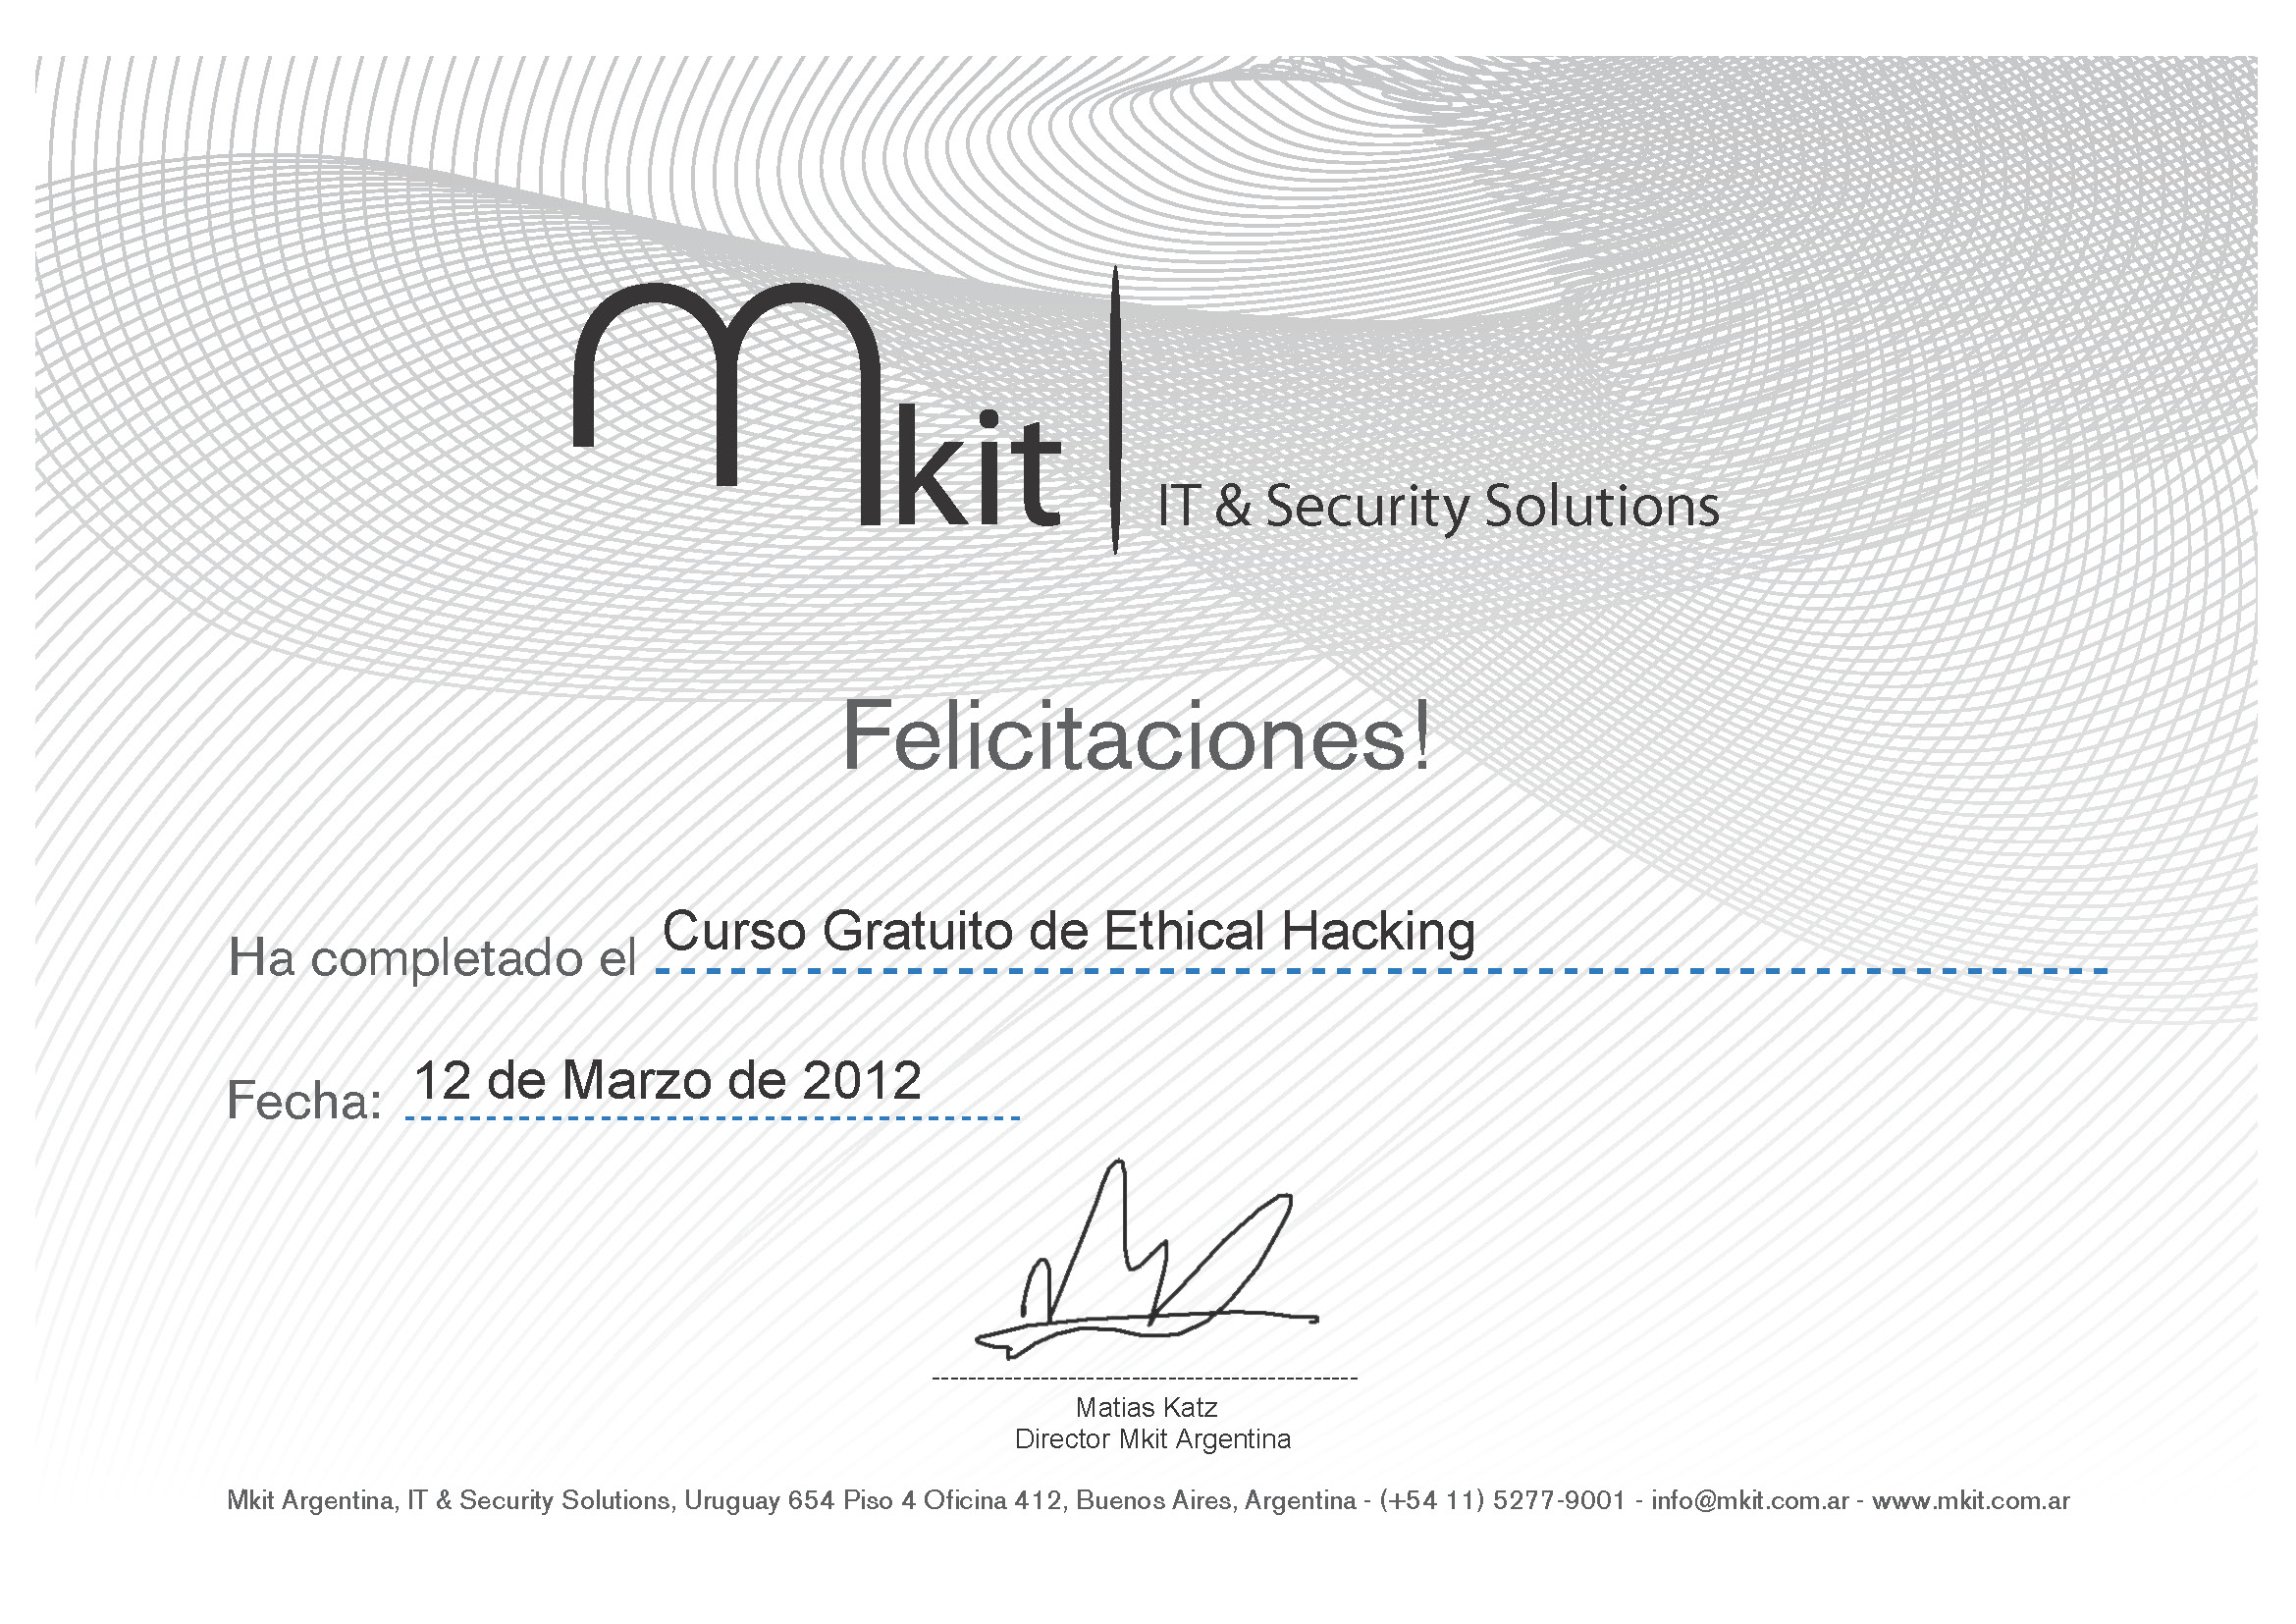 mkit
IT & Security Solutions
Felicitaciones!
Ha completado el Curso Gratuito de Ethical Hacking
Fecha: 12 de Marzo de 2012
Matias Katz
Director Mkit Argentina
Mkit Argentina, IT & Security Solutions, Uruguay 654 Piso 4 Oficina 412, Buenos Aires, Argentina - (+54 11) 5277-9001 - info@mkit.com.ar - www.mkit.com.ar